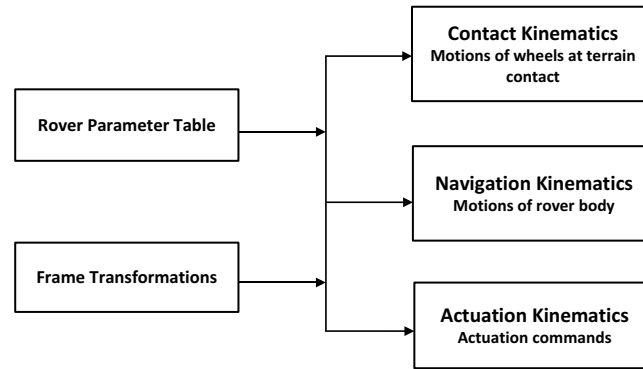 Contact Kinematics
Motions of wheels at terrain
contact
Rover Parameter Table
Navigation Kinematics
Motions of rover body
Frame Transformations
Actuation Kinematics
Actuation commands